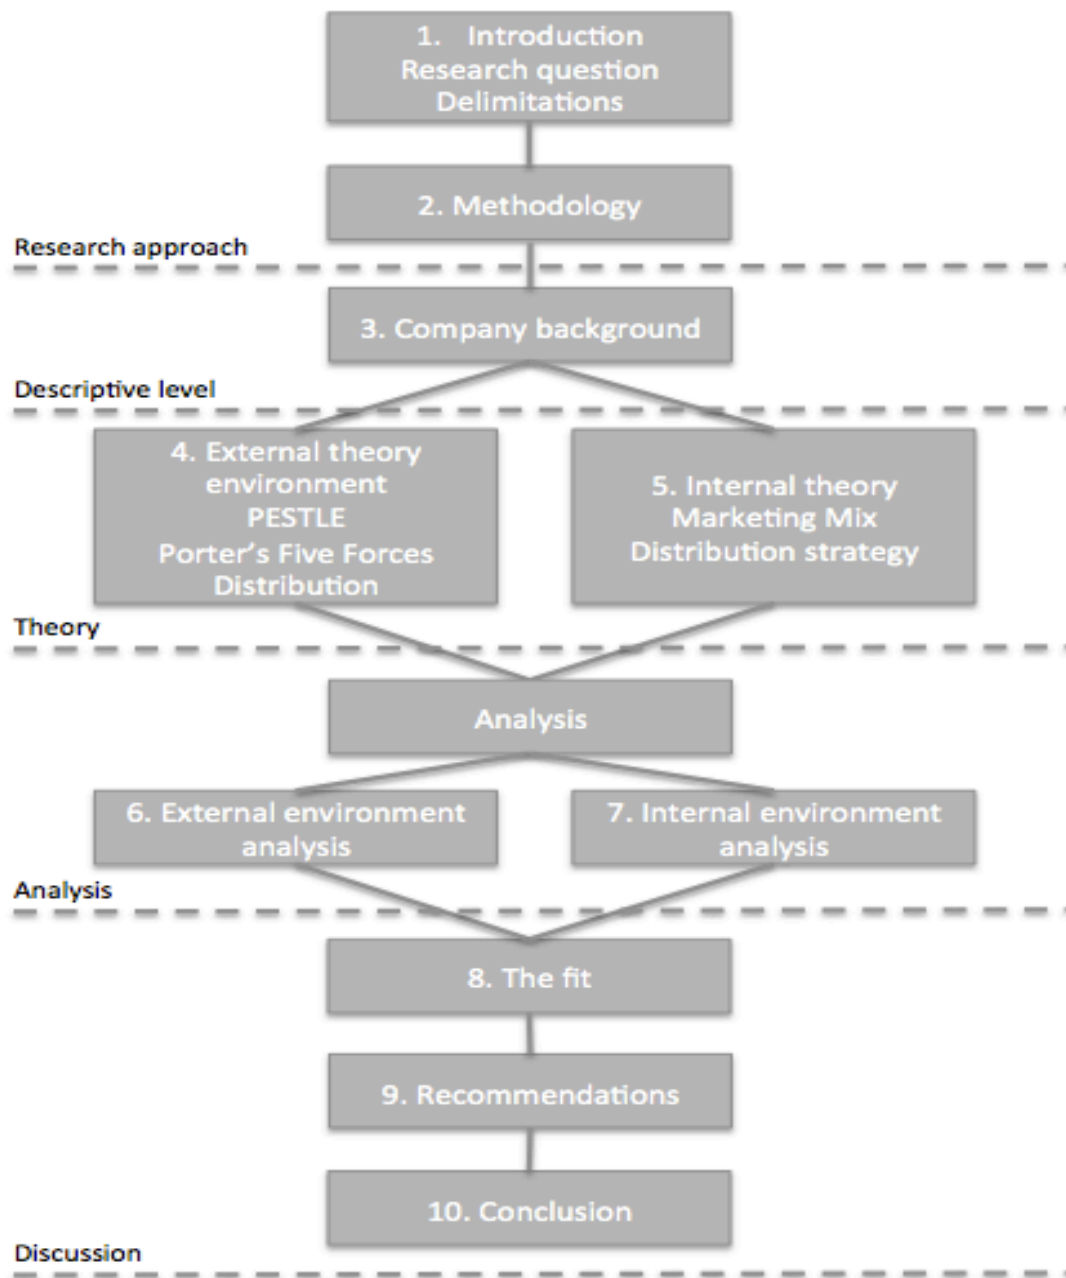 1. Introduction
Research question
Delimitations
2. Methodology
Research approach
3. Company background
Descriptive level
4. External theory
environment
PESTLE
Porter's Five Forces
Distribution
5. Internal theory
Marketing Mix
Distribution strategy
Theory
Analysis
6. External environment
analysis
7. Internal environment
analysis
Analysis
8. The fit
9. Recommendations
10. Conclusion
Discussion